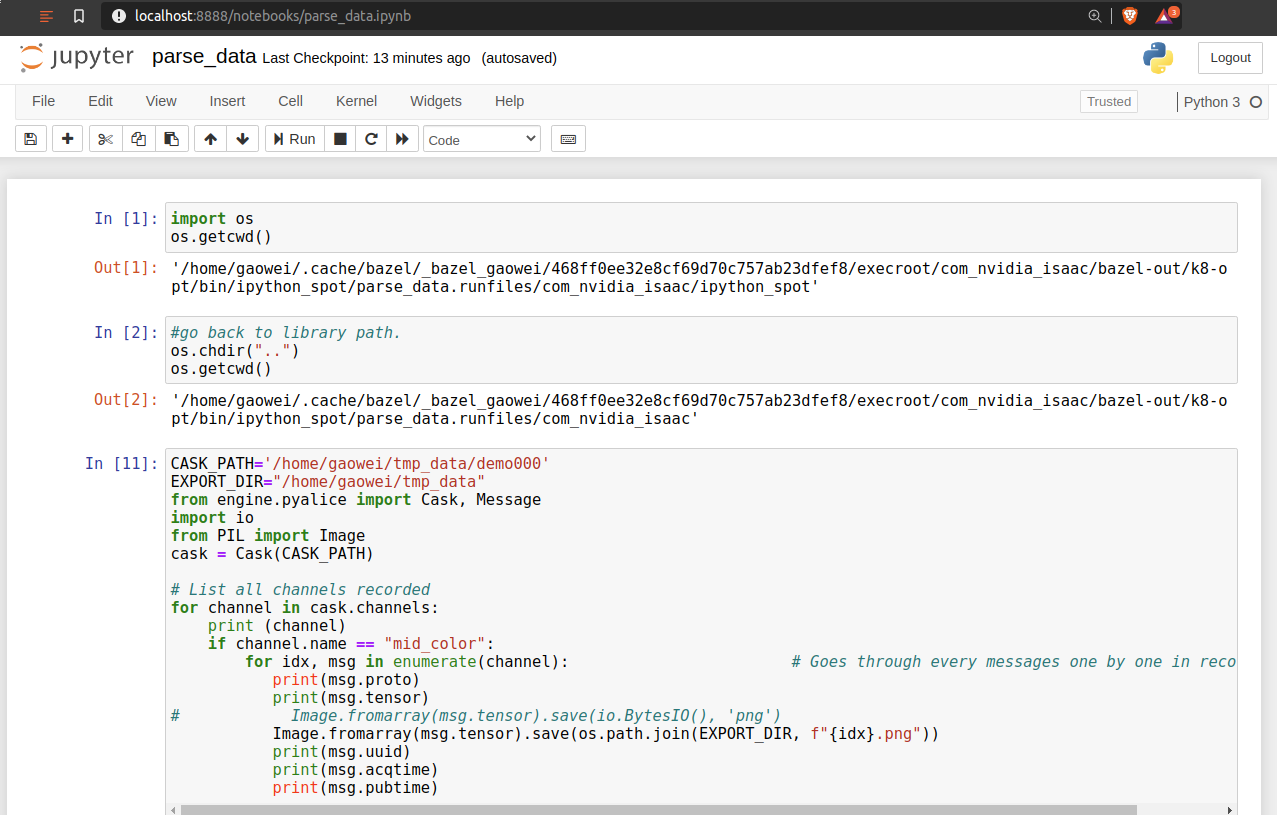 localhost:8888/notebooks/parse_data.ipynb
3
jupyter parse_data Last Checkpoint: 13 minutes ago (autosaved)
Logout
File Edit View Insert Cell Kernel Widgets Help
Trusted
Python 3
Run
Code
In [1]: import os
os.getcwd()
Out[1]: '/home/gaowei/.cache/bazel/_bazel_gaowei/468ff0ee32e8cf69d70c757ab23dfef8/execroot/com_nvidia_isaac/bazel-out/k8-o
pt/bin/ipython_spot/parse_data.runfiles/com_nvidia_isaac/ipython_spot'
In [2]: #go back to library path.
os.chdir("..")
os.getcwd()
Out[2]: '/home/gaowei/.cache/bazel/_bazel_gaowei/468ff0ee32e8cf69d70c757ab23dfef8/execroot/com_nvidia_isaac/bazel-out/k8-o
pt/bin/ipython_spot/parse_data.runfiles/com_nvidia_isaac'
In [11]: CASK_PATH='/home/gaowei/tmp_data/demo000'
EXPORT_DIR="/home/gaowei/tmp_data"
from engine.pyalice import Cask, Message
import io
from PIL import Image
cask = Cask(CASK_PATH)
# List all channels recorded
for channel in cask.channels:
    print (channel)
    if channel.name == "mid_color":
        for idx, msg in enumerate(channel):                        # Goes through every messages one by one in reco
           print(msg.proto)
           print(msg.tensor)
#            Image.fromarray(msg.tensor).save(io.BytesIO(), 'png')
           Image.fromarray(msg.tensor).save(os.path.join(EXPORT_DIR, f"{idx}.png"))
           print(msg.uuid)
           print(msg.acqtime)
           print(msg.pubtime)